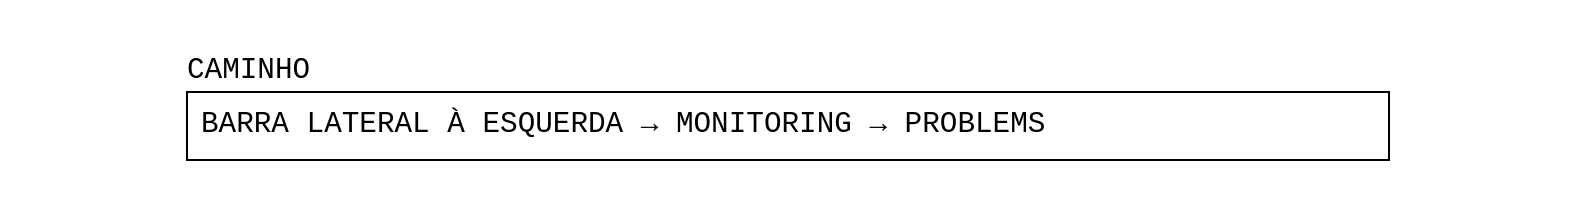 CAMINHO
BARRA LATERAL À ESQUERDA → MONITORING → PROBLEMS